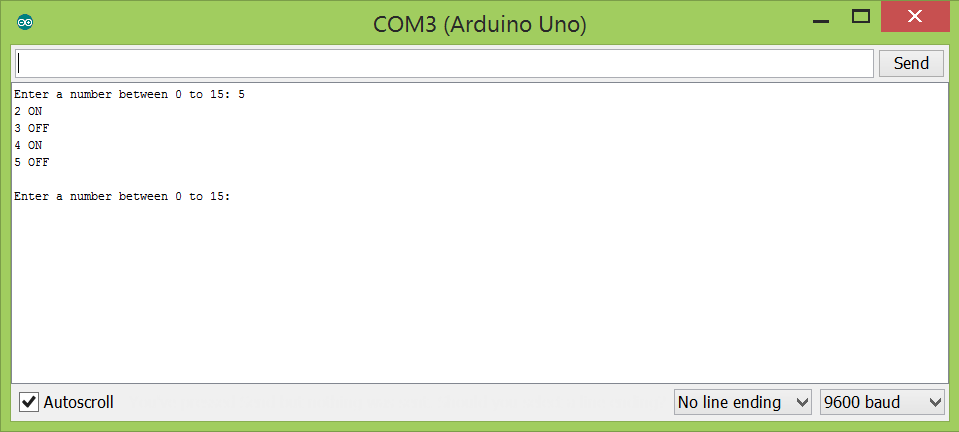 COM3 (Arduino Uno)
Send
Enter a number between 0 to 15: 5
2 ON
3 OFF
4 ON
5 OFF
Enter a number between 0 to 15:
Autoscroll
No line ending
9600 baud